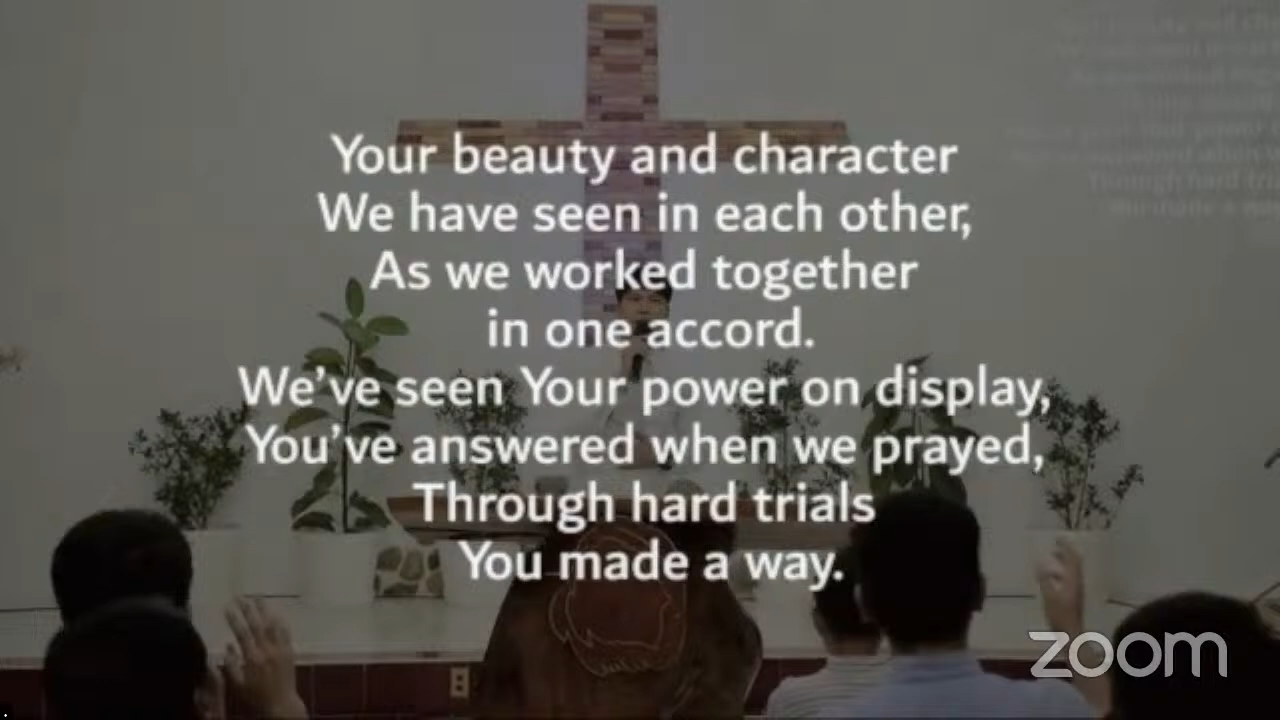 Your beauty and character
We have seen in each other,
As we worked together
in one accord.
We've seen Your power on display,
You've answered when we prayed,
Through hard trials
You made a way.
zoom